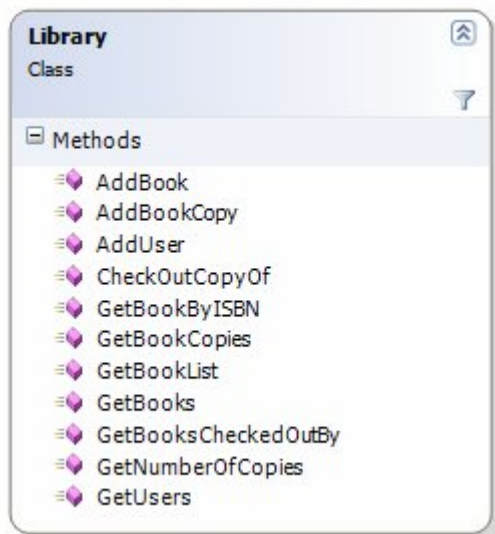 Library
Class
Methods
AddBook
AddBookCopy
AddUser
CheckOutCopyOf
GetBookByISBN
GetBookCopies
GetBookList
GetBooks
GetBooksCheckedOutBy
GetNumberOfCopies
GetUsers